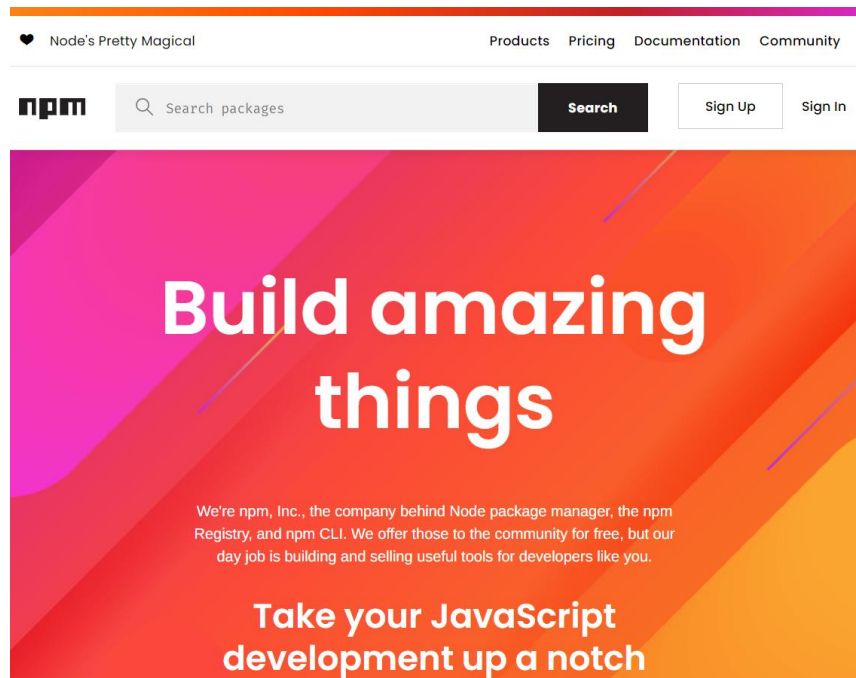 ❤ Node's Pretty Magical
Products Pricing Documentation Community
npm
Search packages
Search
Sign Up
Sign In
Build amazing
things
We're npm, Inc., the company behind Node package manager, the npm
Registry, and npm CLI. We offer those to the community for free, but our
day job is building and selling useful tools for developers like you.
Take your JavaScript
development up a notch